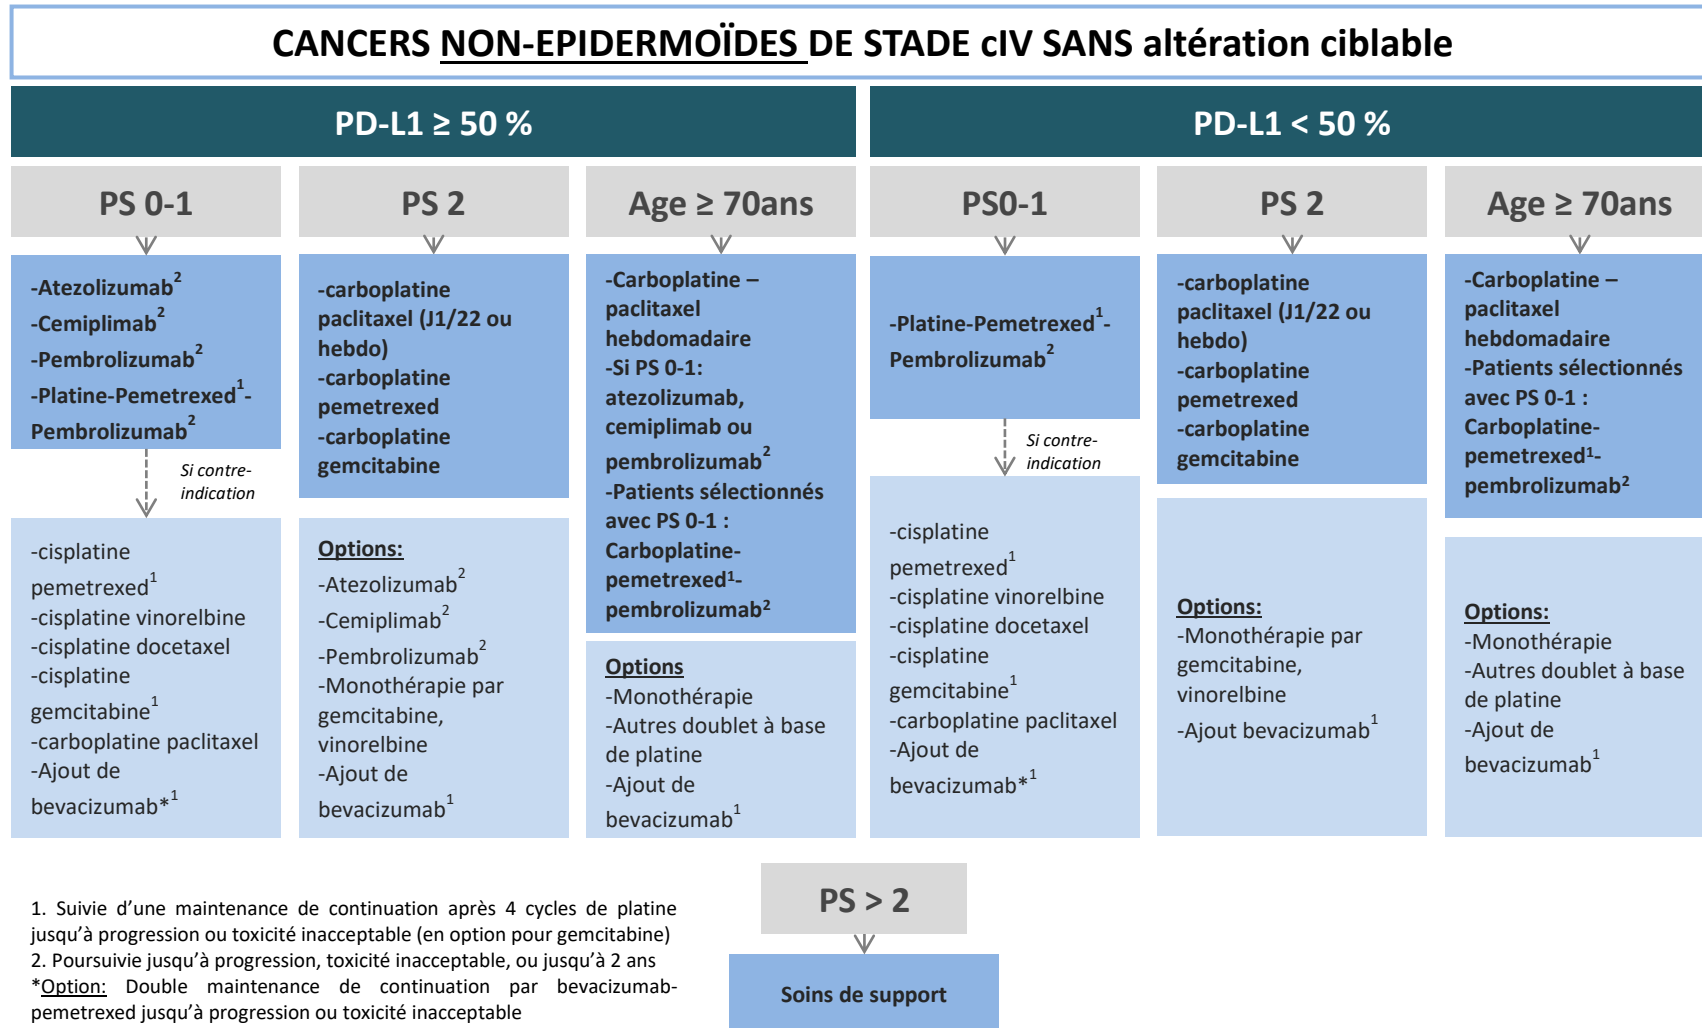 CANCERS NON-EPIDERMOÏDES DE STADE cIV SANS altération ciblable
PD-L1 ≥ 50 %
PS 0-1
-Atezolizumab²
-Cemiplimab²
-Pembrolizumab²
-Platine-Pemetrexed¹-
Pembrolizumab²
Si contre-
indication
-cisplatine
pemetrexed¹
-cisplatine vinorelbine
-cisplatine docetaxel
-cisplatine
gemcitabine¹
-carboplatine paclitaxel
-Ajout de
bevacizumab*¹
PS 2
-carboplatine
paclitaxel (J1/22 ou
hebdo)
-carboplatine
pemetrexed
-carboplatine
gemcitabine
Options:
-Atezolizumab²
-Cemiplimab²
-Pembrolizumab²
-Monothérapie par
gemcitabine,
vinorelbine
-Ajout de
bevacizumab¹
Age ≥ 70ans
-Carboplatine –
paclitaxel
hebdomadaire
-Si PS 0-1:
atezolizumab,
cemiplimab ou
pembrolizumab²
-Patients sélectionnés
avec PS 0-1 :
Carboplatine-
pemetrexed¹-
pembrolizumab²
Options
-Monothérapie
-Autres doublet à base
de platine
-Ajout de
bevacizumab¹
PD-L1 < 50 %
PS0-1
-Platine-Pemetrexed¹-
Pembrolizumab²
Si contre-
indication
-cisplatine
pemetrexed¹
-cisplatine vinorelbine
-cisplatine docetaxel
-cisplatine
gemcitabine¹
-carboplatine paclitaxel
-Ajout de
bevacizumab*¹
PS 2
-carboplatine
paclitaxel (J1/22 ou
hebdo)
-carboplatine
pemetrexed
-carboplatine
gemcitabine
Options:
-Monothérapie par
gemcitabine,
vinorelbine
-Ajout bevacizumab¹
Age ≥ 70ans
-Carboplatine –
paclitaxel
hebdomadaire
-Patients sélectionnés
avec PS 0-1 :
Carboplatine-
pemetrexed¹-
pembrolizumab²
Options:
-Monothérapie
-Autres doublet à base
de platine
-Ajout de
bevacizumab¹
PS > 2
Soins de support
1. Suivie d’une maintenance de continuation après 4 cycles de platine
jusqu’à progression ou toxicité inacceptable (en option pour gemcitabine)
2. Poursuivie jusqu’à progression, toxicité inacceptable, ou jusqu’à 2 ans
*Option: Double maintenance de continuation par bevacizumab-
pemetrexed jusqu’à progression ou toxicité inacceptable